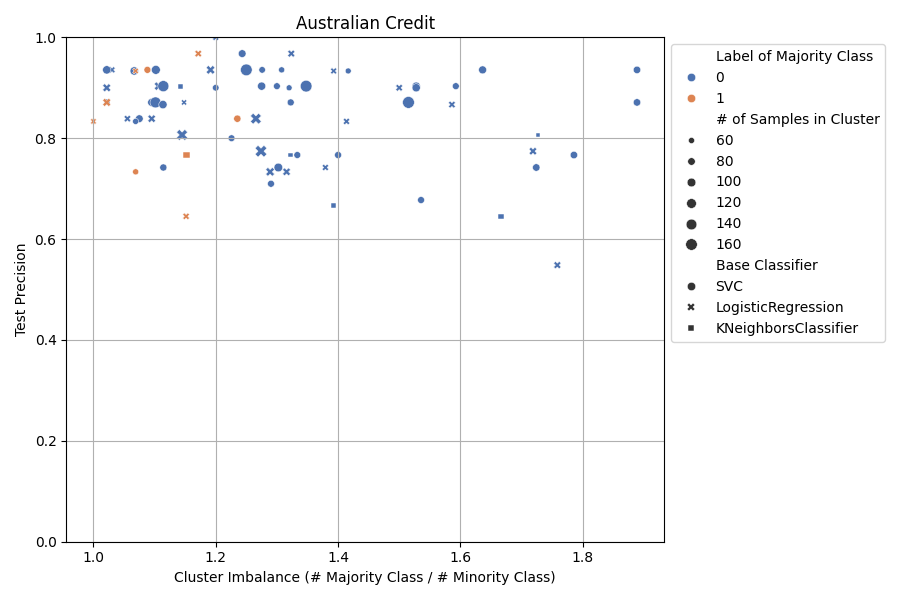 Australian Credit
1.0
0.8
0.6
0.4
0.2
0.0
Test Precision
1.0
1.2
1.4
1.6
1.8
Cluster Imbalance (# Majority Class / # Minority Class)
Label of Majority Class
0
1
# of Samples in Cluster
60
80
100
120
140
160
Base Classifier
SVC
LogisticRegression
KNeighborsClassifier